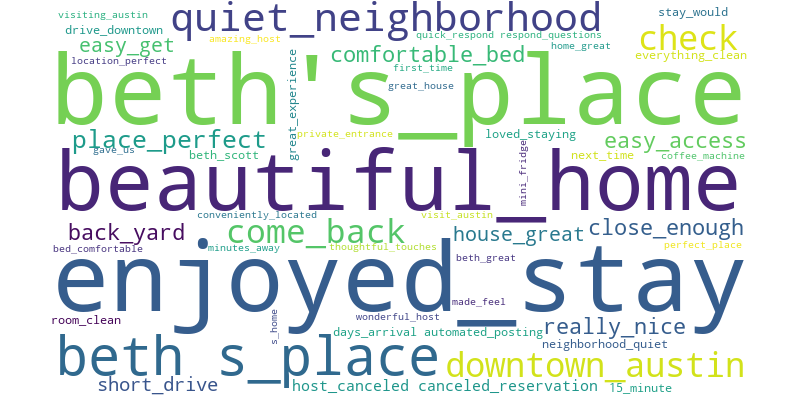 visiting_austin
quiet_neighborhood
stay_would
drive_downtown
amazing_host
quick_respond respond_questions
check
easy_get
comfortable_bed
home_great
location_perfect
everything_clean
first_time
beth's_place
great_house
great_experience
place_perfect
private_entrance
loved_staying
easy_access
gave_us
beth_scott
mini_fridge
next_time
coffee_machine
beautiful_home
conveniently_located
visit_austin
back_yard
come_back
house_great
close_enough
bed_comfortable
minutes_away
thoughtful_touches
perfect_place
beth_great
enjoyed_stay
made_feel
room_clean
s_home
wonderful_host
really_nice
days_arrival automated_posting
neighborhood_quiet
beth s_place
downtown_austin
short_drive
host_canceled canceled_reservation
15_minute